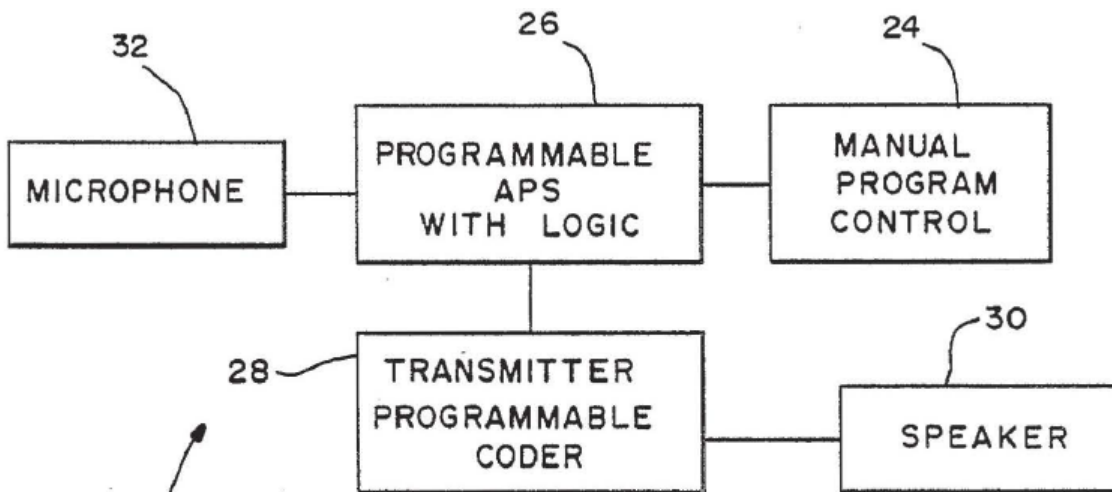 32
26
24
MICROPHONE
PROGRAMMABLE
APS
WITH LOGIC
MANUAL
PROGRAM
CONTROL
28
TRANSMITTER
PROGRAMMABLE
CODER
30
SPEAKER